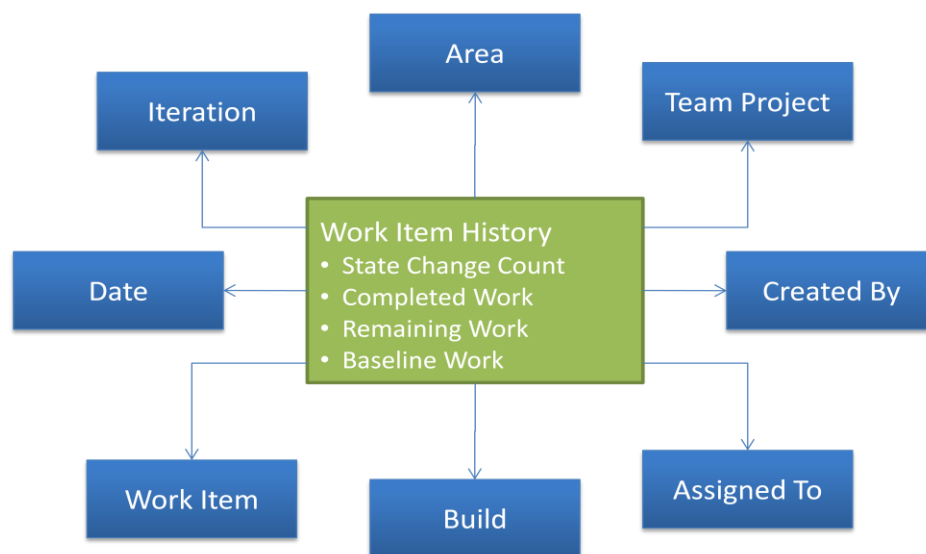 Area
Iteration
Team Project
Work Item History
• State Change Count
• Completed Work
• Remaining Work
• Baseline Work
Date
Created By
Work Item
Build
Assigned To